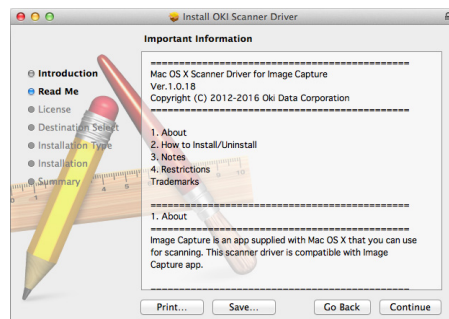 Install OKI Scanner Driver
Important Information
Introduction
Read Me
License
Destination Select
Installation Type
Installation
Summary
==============================================
Mac OS X Scanner Driver for Image Capture
Ver.1.0.18
Copyright (C) 2012-2016 Oki Data Corporation
==============================================
1. About
2. How to Install/Uninstall
3. Notes
4. Restrictions
Trademarks
==============================================
1. About
==============================================
Image Capture is an app supplied with Mac OS X that you can use
for scanning. This scanner driver is compatible with Image
Capture app.
==============================================
Print...
Save...
Go Back
Continue